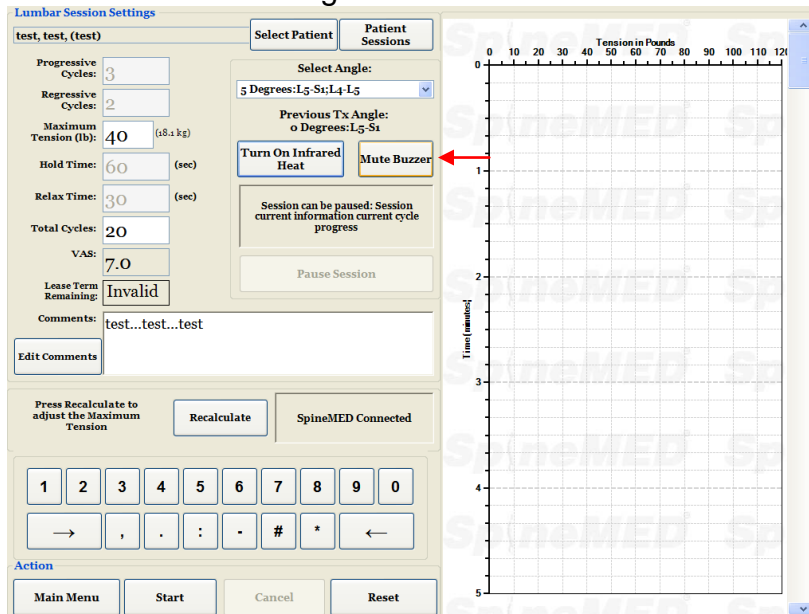 Lumbar Session Settings
test, test, (test)
Select Patient
Patient
Sessions
Progressive
Cycles:
3
Regressive
Cycles:
2
Maximum
Tension (lb):
40
(18.1 kg)
Hold Time:
60
(sec)
Relax Time:
30
(sec)
Total Cycles:
20
VAS:
7.0
Lease Term
Remaining:
Invalid
Select Angle:
5 Degrees:L5-S1;L4-L5
Previous Tx Angle:
0 Degrees:L5-S1
Turn On Infrared
Heat
Mute Buzzer
Session can be paused: Session
current information current cycle
progress
Pause Session
Comments:
test...test...test
Edit Comments
Press Recalculate to
adjust the Maximum
Tension
Recalculate
SpineMED Connected
1 2 3 4 5 6 7 8 9 0
→ , . : - # * ←
Action
Main Menu
Start
Cancel
Reset
Tension in Pounds
0 10 20 30 40 50 60 70 80 90 100 110 120
Time(minutes)
0
1
2
3
4
5
SpineMED
SpineMED
SpineMED
SpineMED
SpineMED
SpineMED
SpineMED